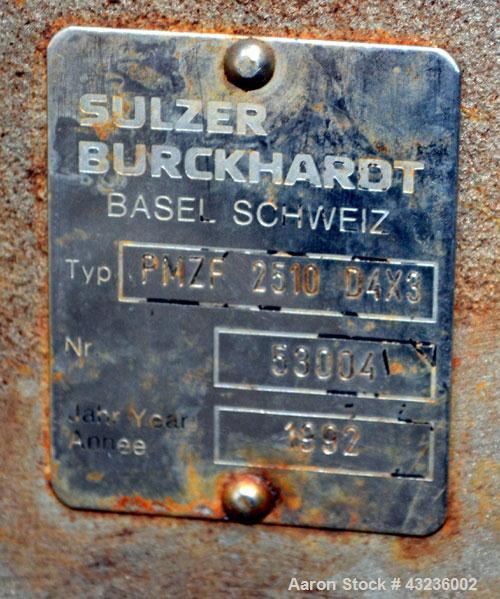 SULZER
BURCKHARDT
BASEL SCHWEIZ
Typ PMZF 2510 D4X3
Nr 53004
Jahr Year 1992
Année
Aaron Stock # 43236002